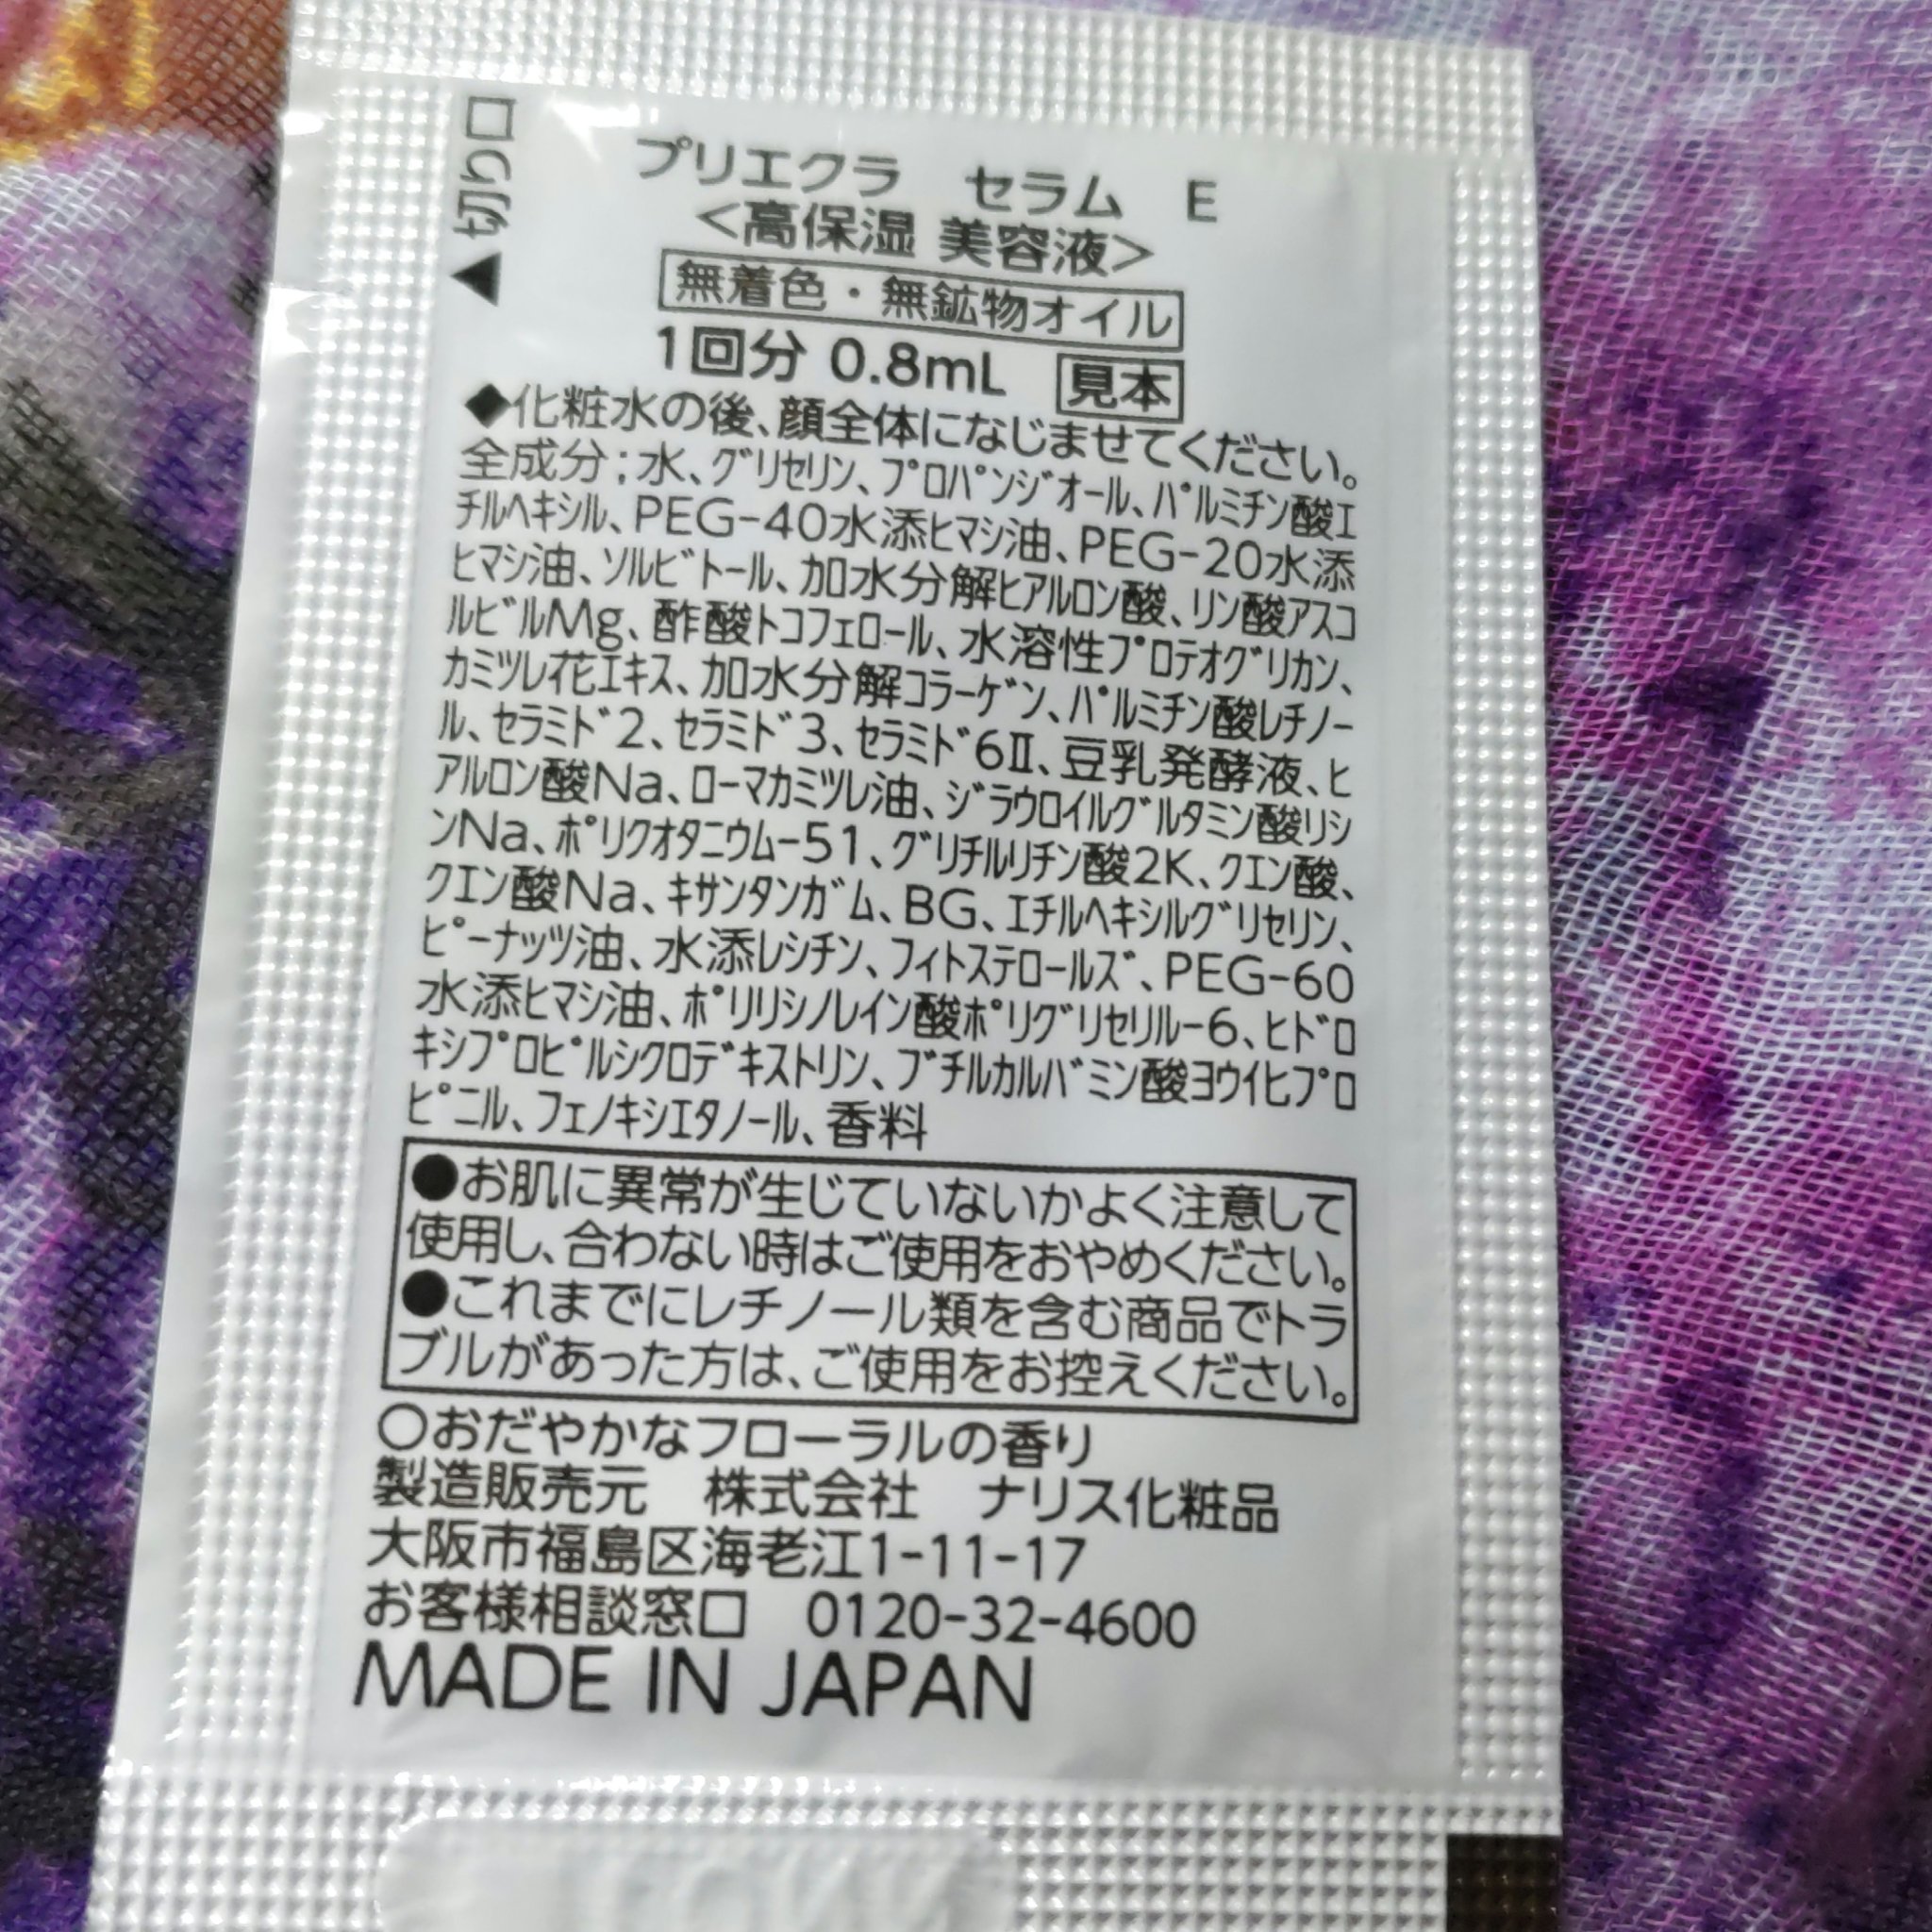 ▲切り口
プリエクラ　セラム　E
<高保湿 美容液>
無着色・無鉱物オイル
1回分 0.8mL 見本
◆化粧水の後、顔全体になじませてください。
全成分；水、グリセリン、プロパンジオール、パルミチン酸エ
チルヘキシル、PEG-40水添ヒマシ油、PEG-20水添
ヒマシ油、ソルビトール、加水分解ヒアルロン酸、リン酸アスコ
ルビルMg、酢酸トコフェロール、水溶性プロテオグリカン、
カミツレ花エキス、加水分解コラーゲン、パルミチン酸レチノー
ル、セラミド2、セラミド3、セラミド6Ⅱ、豆乳発酵液、ヒ
アルロン酸Na、ローマカミツレ油、ジラウロイルグルタミン酸リシ
ンNa、ポリクオタニウム-51、グリチルリチン酸2K、クエン酸、
クエン酸Na、キサンタンガム、BG、エチルヘキシルグリセリン、
ピーナッツ油、水添レシチン、フィトステロールズ、PEG-60
水添ヒマシ油、ポリリシノレイン酸ポリグリセリル-6、ヒドロ
キシプロピルシクロデキストリン、ブチルカルバミン酸ヨウ化プロ
ピニル、フェノキシエタノール、香料
●お肌に異常が生じていないかよく注意して
使用し、合わない時はご使用をおやめください。
●これまでにレチノール類を含む商品でトラ
ブルがあった方は、ご使用をお控えください。
○おだやかなフローラルの香り
製造販売元　株式会社　ナリス化粧品
大阪市福島区海老江1-11-17
お客様相談窓口　0120-32-4600
MADE IN JAPAN